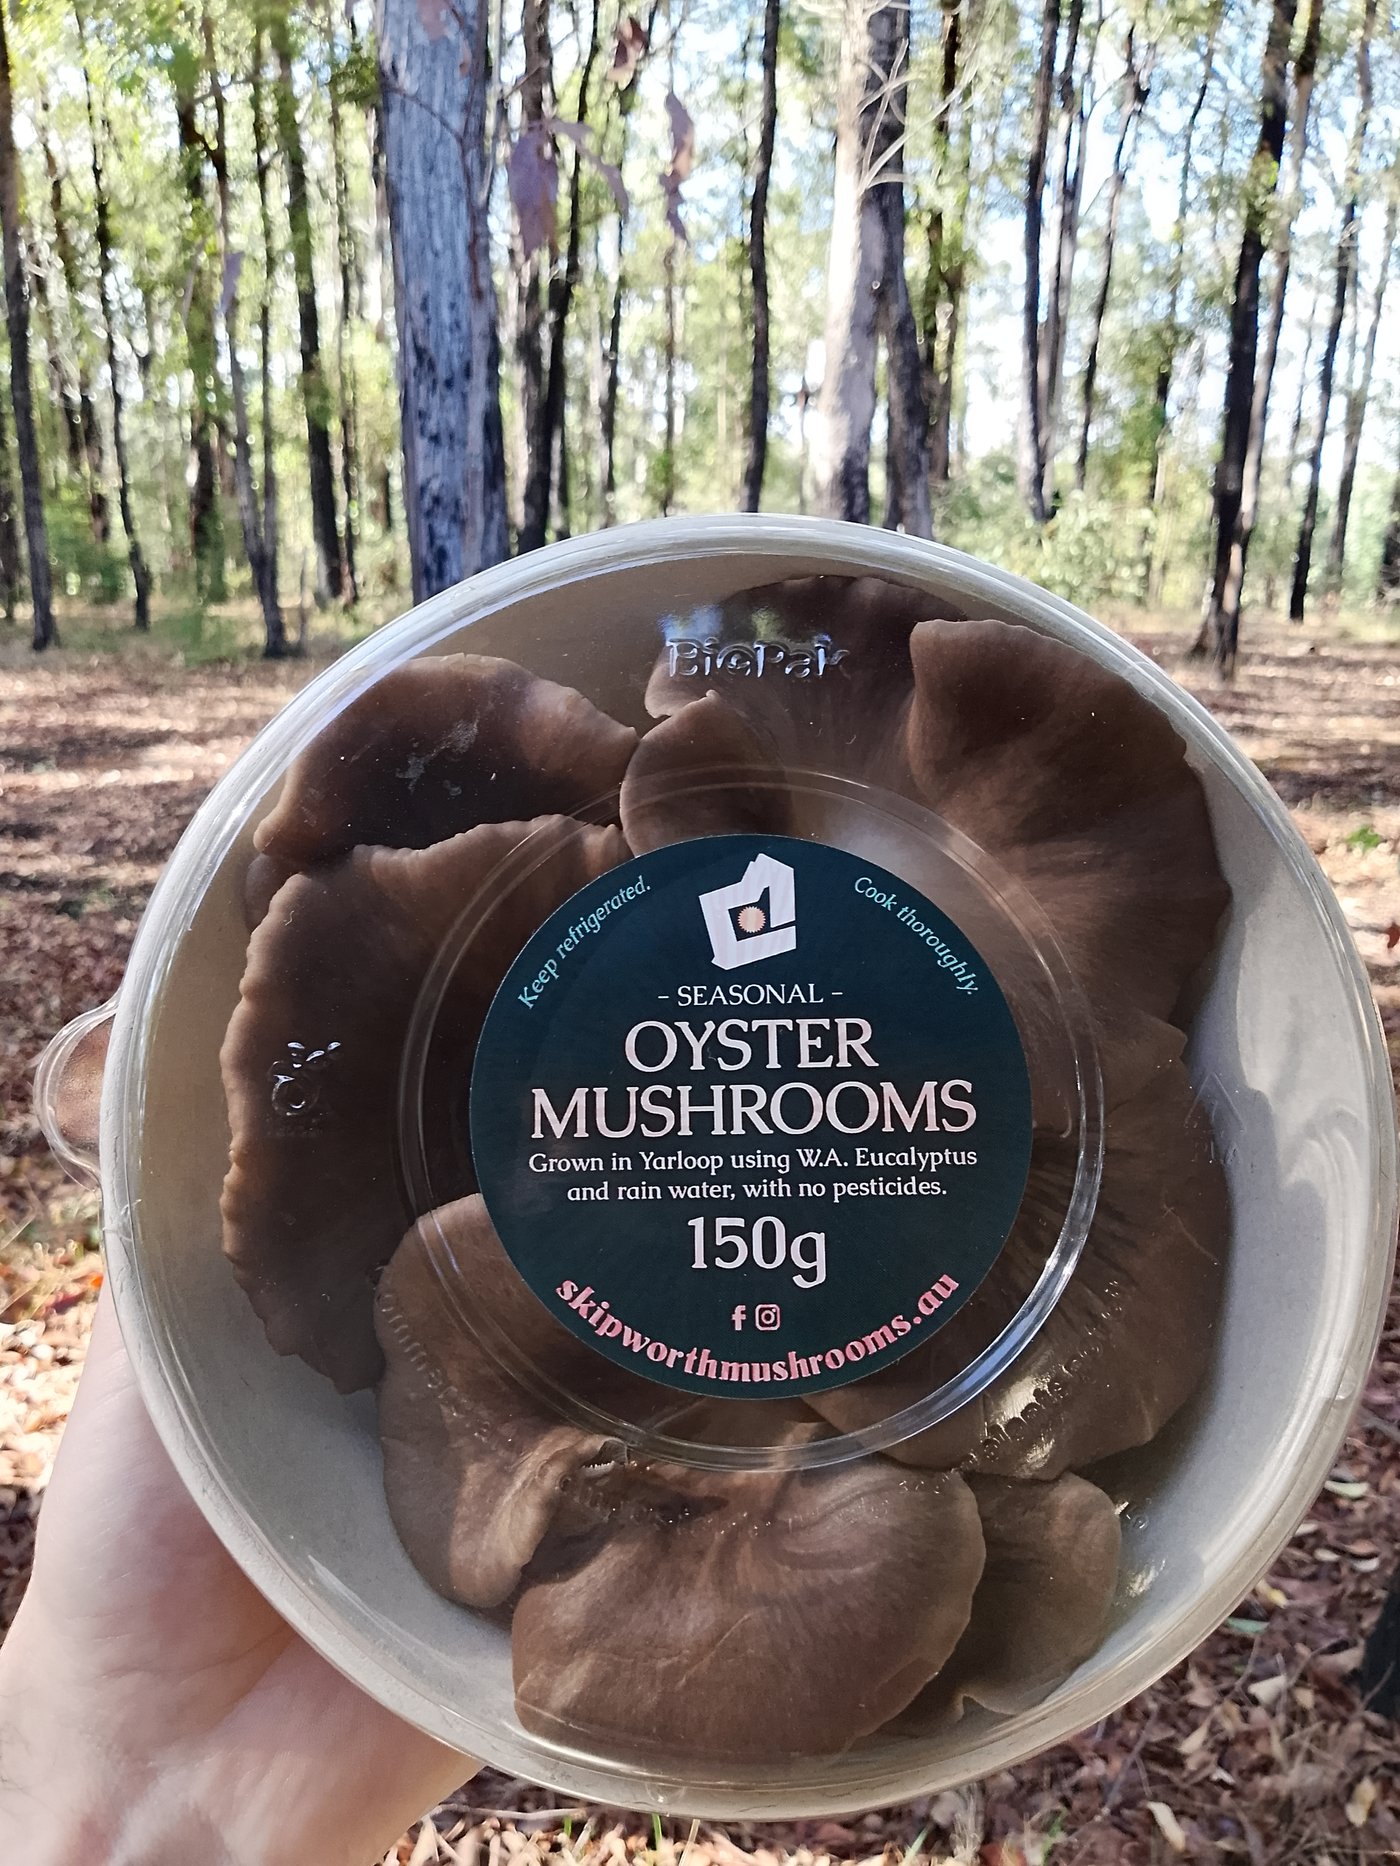 BioPak
Keep refrigerated.
Cook thoroughly.
- SEASONAL -
OYSTER
MUSHROOMS
Grown in Yarloop using W.A. Eucalyptus
and rain water, with no pesticides.
150g
skipworthmushrooms.au